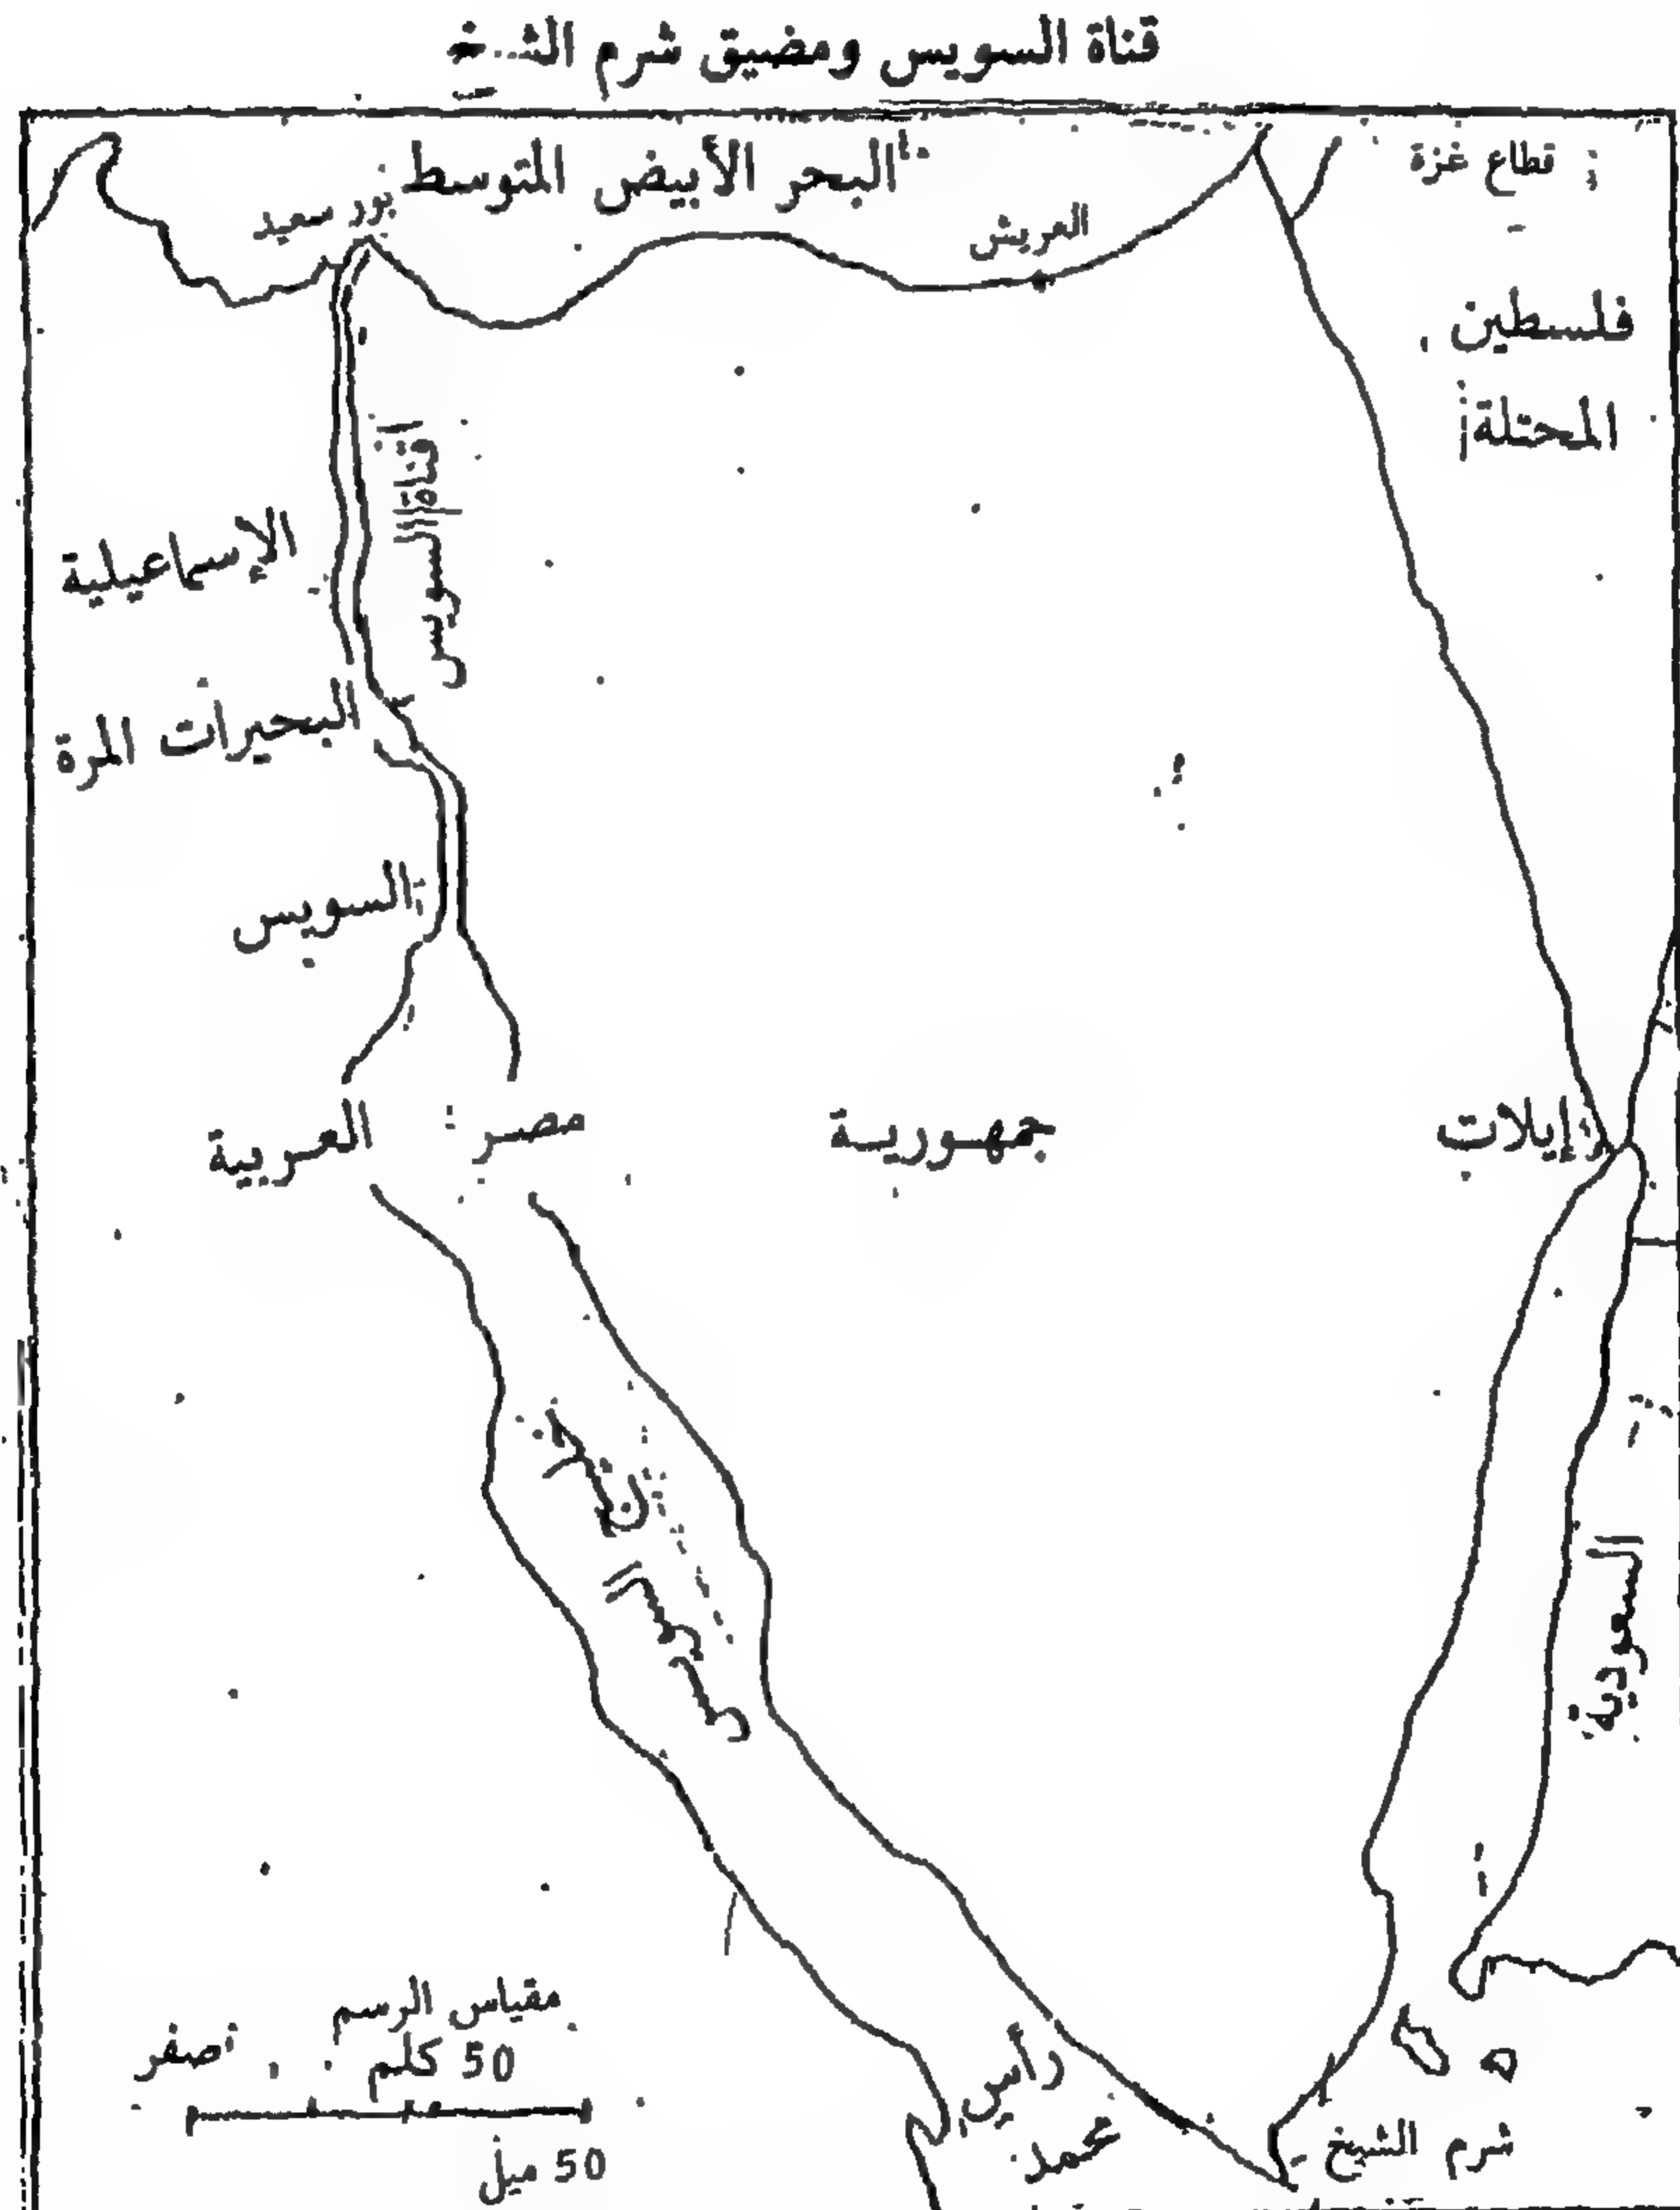 قناة السويس ومضيق شرم الشيخ
البحر الأبيض المتوسط
قطاع غزة
بور سعيد
العريش
فلسطين
المحتلة
قناة السويس
الإسماعيلية
البحيرات المرة
السويس
جمهورية مصر العربية
إيلات
خليج السويس
السعودية
مقياس الرسم
صفر 50 كلم
50 ميل
رأس
محمد
شرم الشيخ